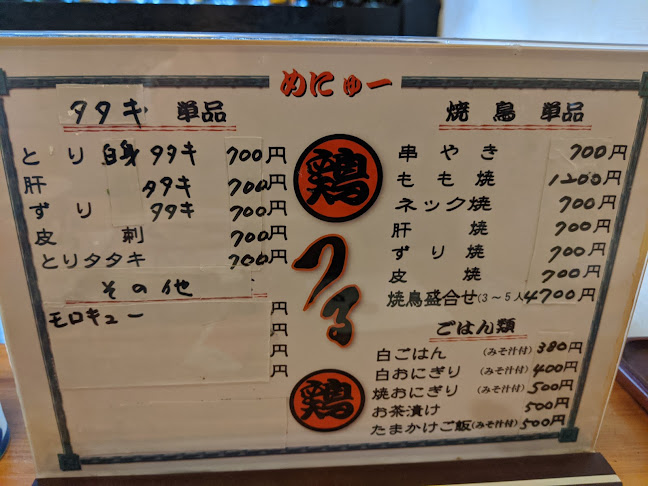 めにゅー
タタキ 単品
とり白身タタキ 700円
肝 タタキ 700円
ずり タタキ 700円
皮刺 700円
とりタタキ 700円
その他
モロキュー 円
円
円
円
鶏
つる
鶏
焼鳥 単品
串やき 700円
もも焼 1200円
ネック焼 700円
肝焼 700円
ずり焼 700円
皮焼 700円
焼鳥盛合せ(3~5人 4700円
ごはん類
白ごはん (みそ汁付) 380円
白おにぎり (みそ汁付) 400円
焼おにぎり (みそ汁付) 500円
お茶漬け 500円
たまかけご飯(みそ汁付) 500円